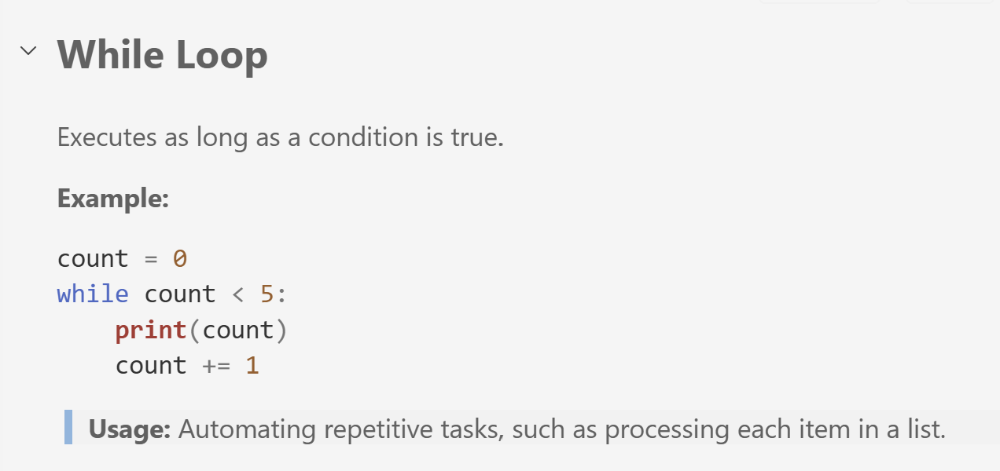 While Loop
Executes as long as a condition is true.
Example:
count = 0
while count < 5:
    print(count)
    count += 1
Usage: Automating repetitive tasks, such as processing each item in a list.